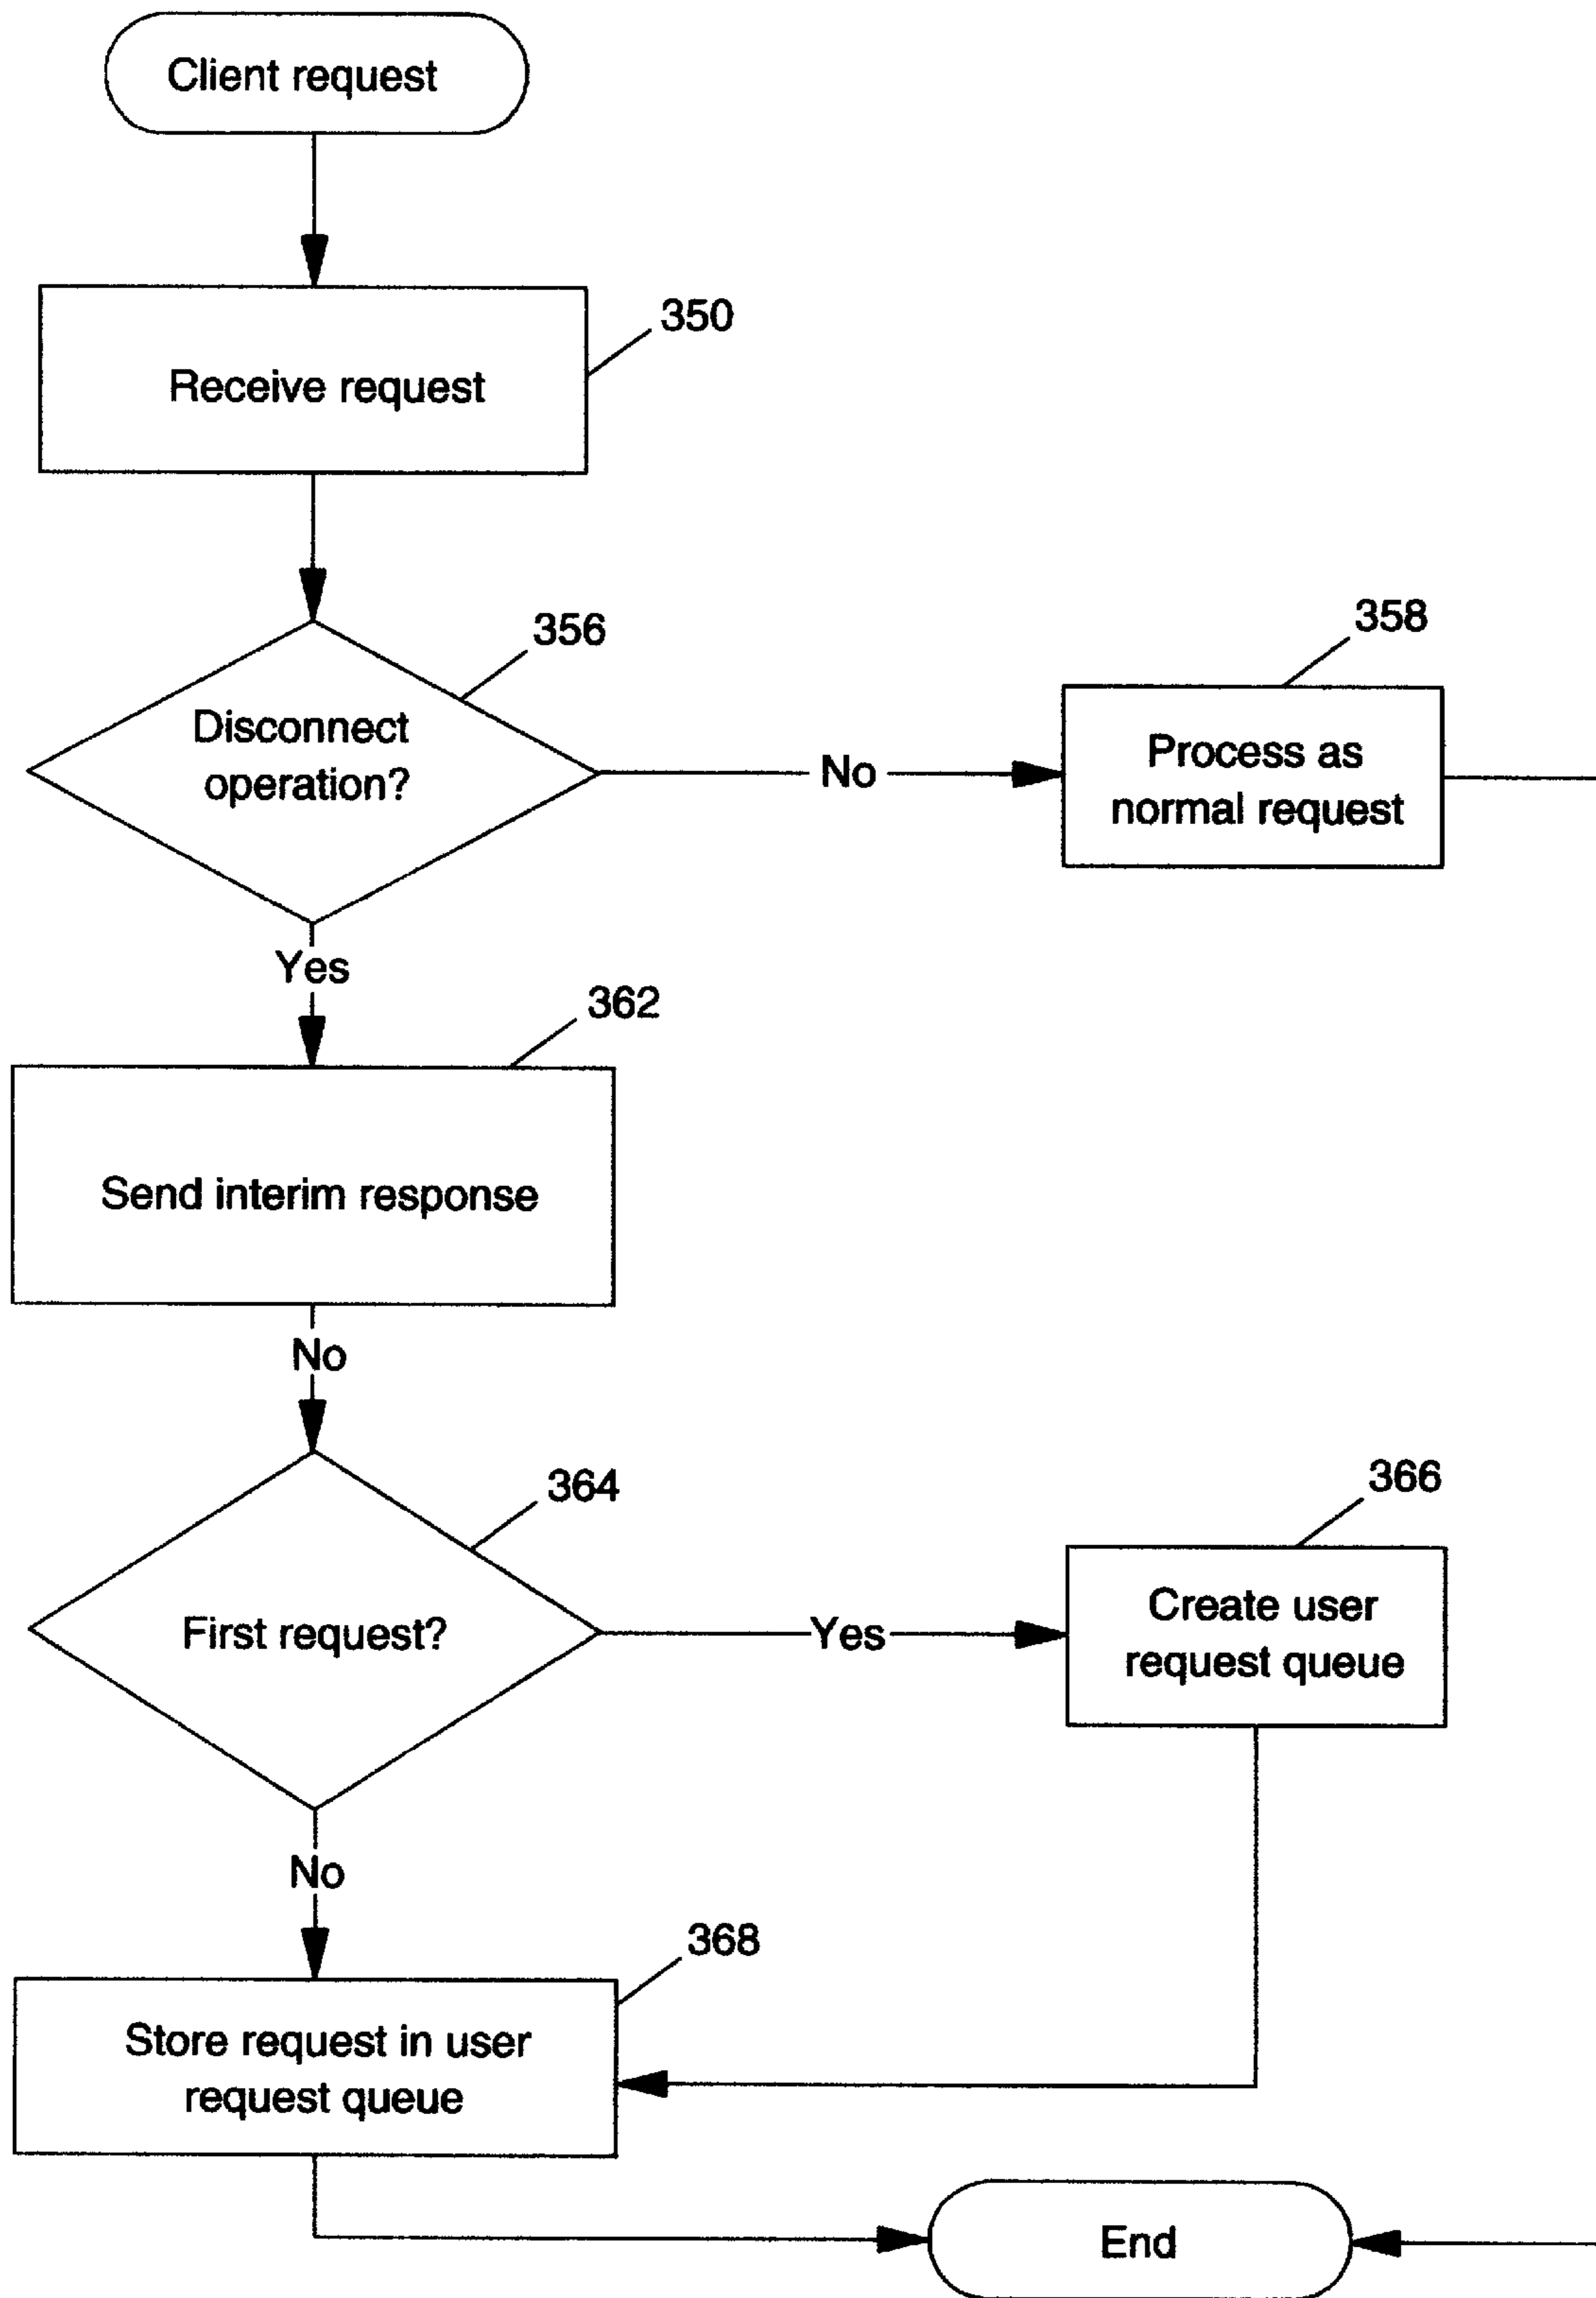 Client request
350
Receive request
356
Disconnect
operation?
No
358
Process as
normal request
Yes
362
Send interim response
No
364
First request?
Yes
366
Create user
request queue
No
368
Store request in user
request queue
End